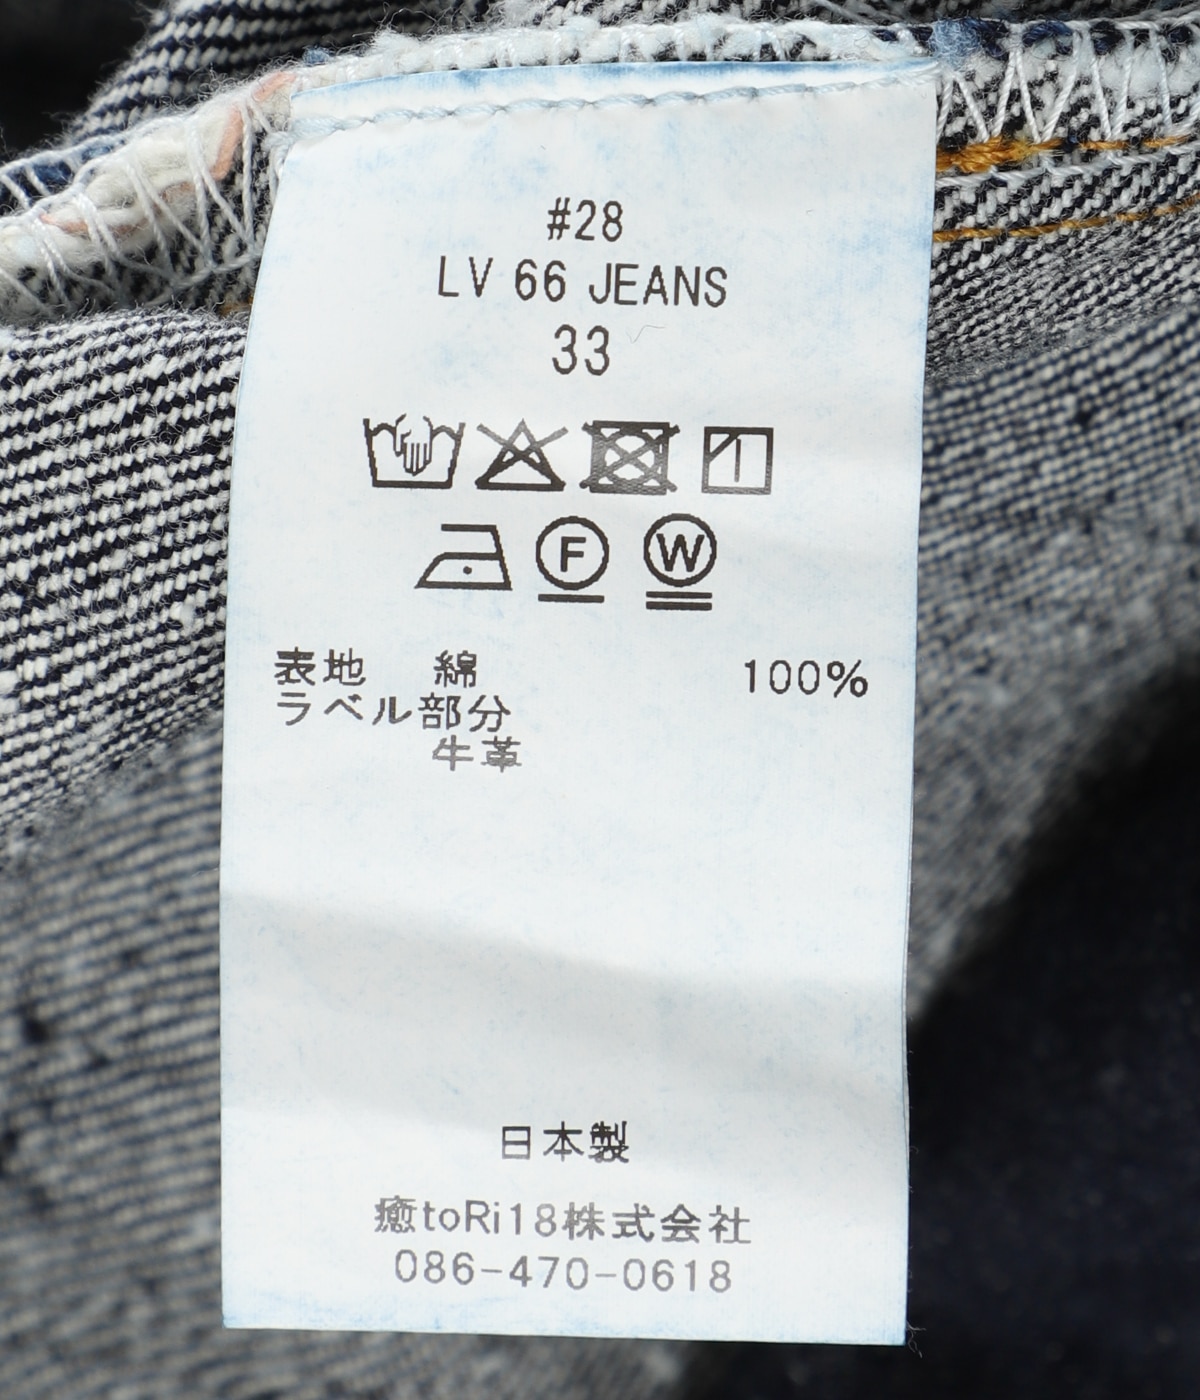 #28
LV 66 JEANS
33
F W
表地 綿 100%
ラベル部分
牛革
日本製
癒toRi18株式会社
086-470-0618